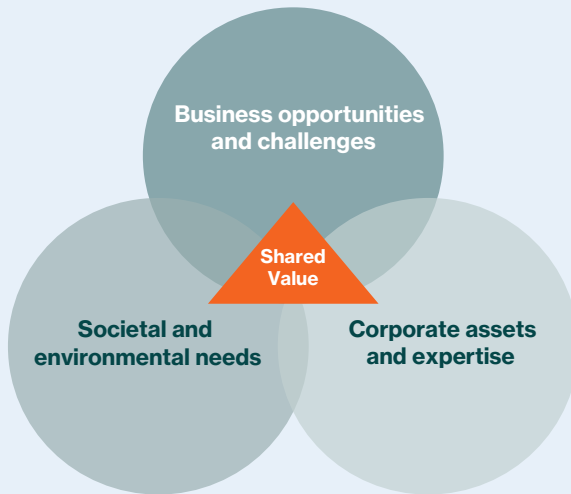 Business opportunities
and challenges
Shared
Value
Societal and
environmental needs
Corporate assets
and expertise